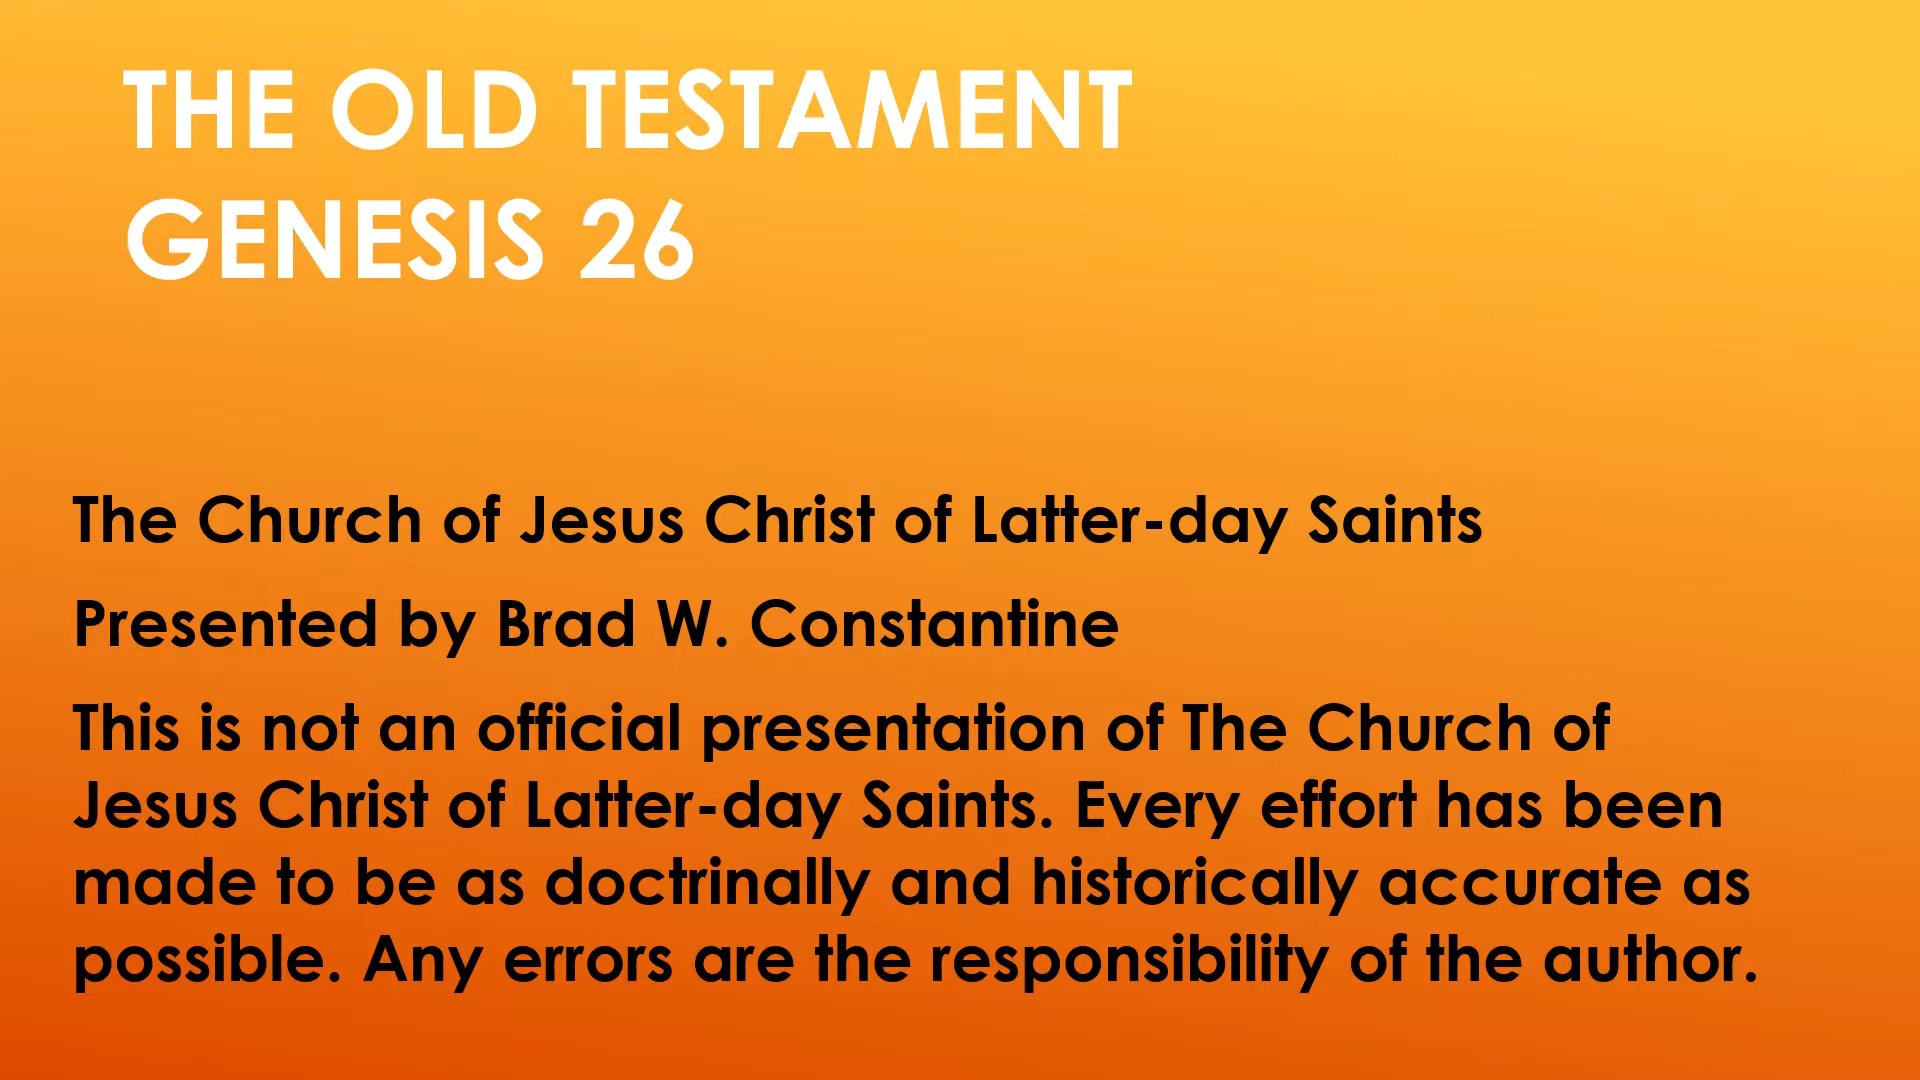 THE OLD TESTAMENT
GENESIS 26
The Church of Jesus Christ of Latter-day Saints
Presented by Brad W. Constantine
This is not an official presentation of The Church of
Jesus Christ of Latter-day Saints. Every effort has been
made to be as doctrinally and historically accurate as
possible. Any errors are the responsibility of the author.